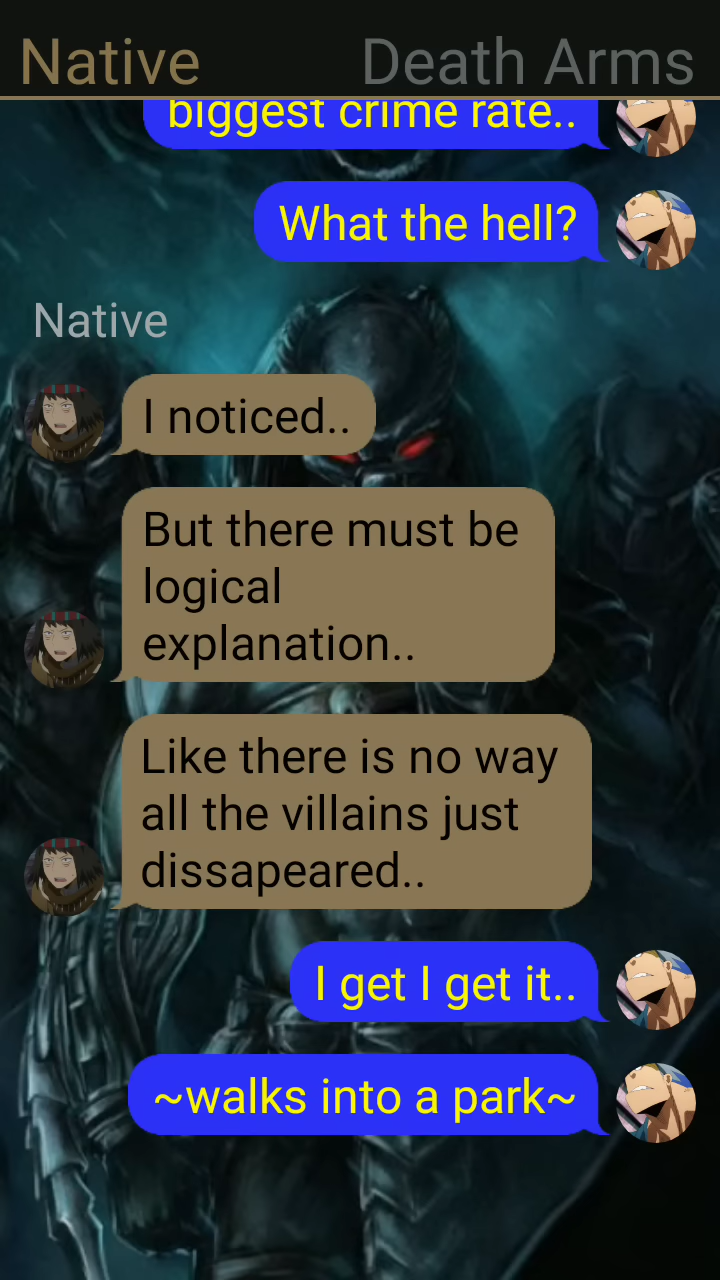 Native
Death Arms
biggest crime rate..
What the hell?
Native
I noticed..
But there must be
logical
explanation..
Like there is no way
all the villains just
dissapeared..
I get I get it..
~walks into a park~